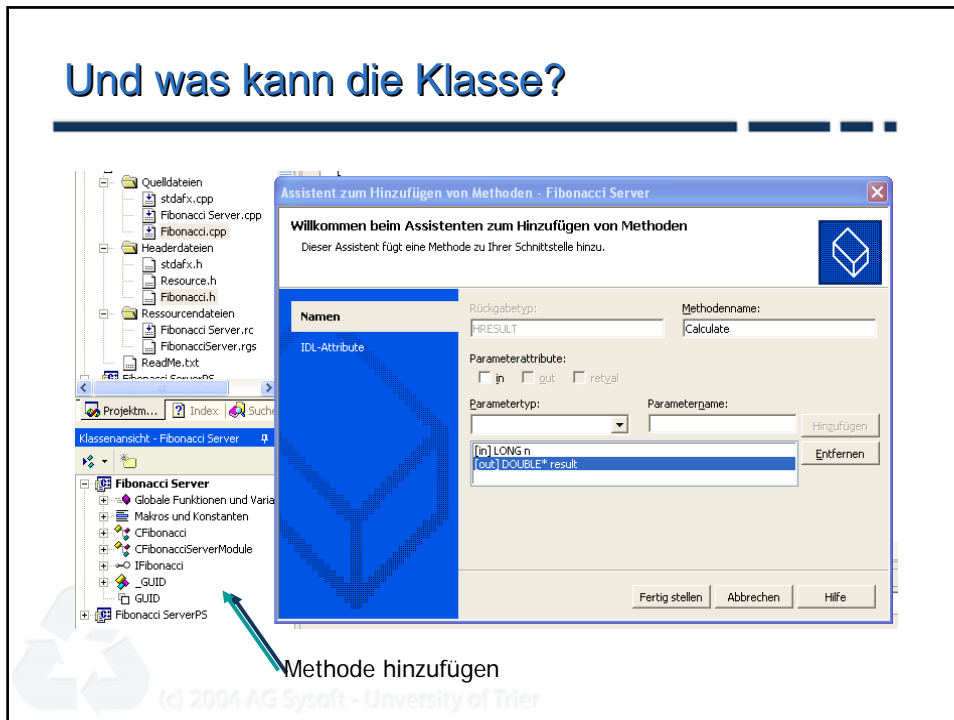 Und was kann die Klasse?
Quelldateien
stdafx.cpp
Fibonacci Server.cpp
Fibonacci.cpp
Headerdateien
stdafx.h
Resource.h
Fibonacci.h
Ressourcendateien
Fibonacci Server.rc
FibonacciServer.rgs
ReadMe.txt
Fibonacci ServerPS
Projektm... Index Suche
Klassenansicht - Fibonacci Server
Fibonacci Server
Globale Funktionen und Varia
Makros und Konstanten
CFibonacci
CFibonacciServerModule
IFibonacci
_GUID
GUID
Fibonacci ServerPS
Assistent zum Hinzufügen von Methoden - Fibonacci Server
Willkommen beim Assistenten zum Hinzufügen von Methoden
Dieser Assistent fügt eine Methode zu Ihrer Schnittstelle hinzu.
Namen
IDL-Attribute
Rückgabetyp: Methodenname:
HRESULT Calculate
Parameterattribute:
in out retval
Parametertyp: Parametername:
Hinzufügen
[in] LONG n
[out] DOUBLE* result
Entfernen
Fertig stellen Abbrechen Hilfe
Methode hinzufügen
(c) 2004 AG Sysoft - Unversity of Trier